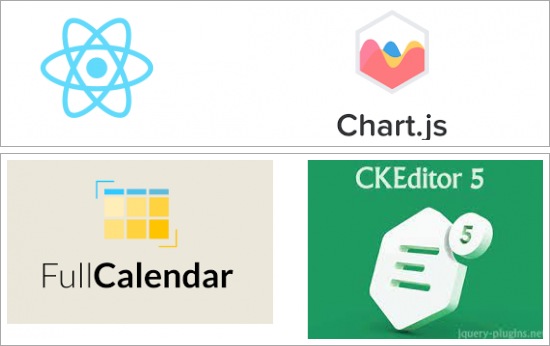 Chart.js
FullCalendar
CKEditor 5
5
jquery-plugins.net